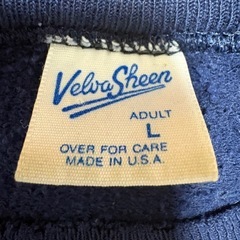 Velva Sheen
ADULT
L
OVER FOR CARE
MADE IN U.S.A.